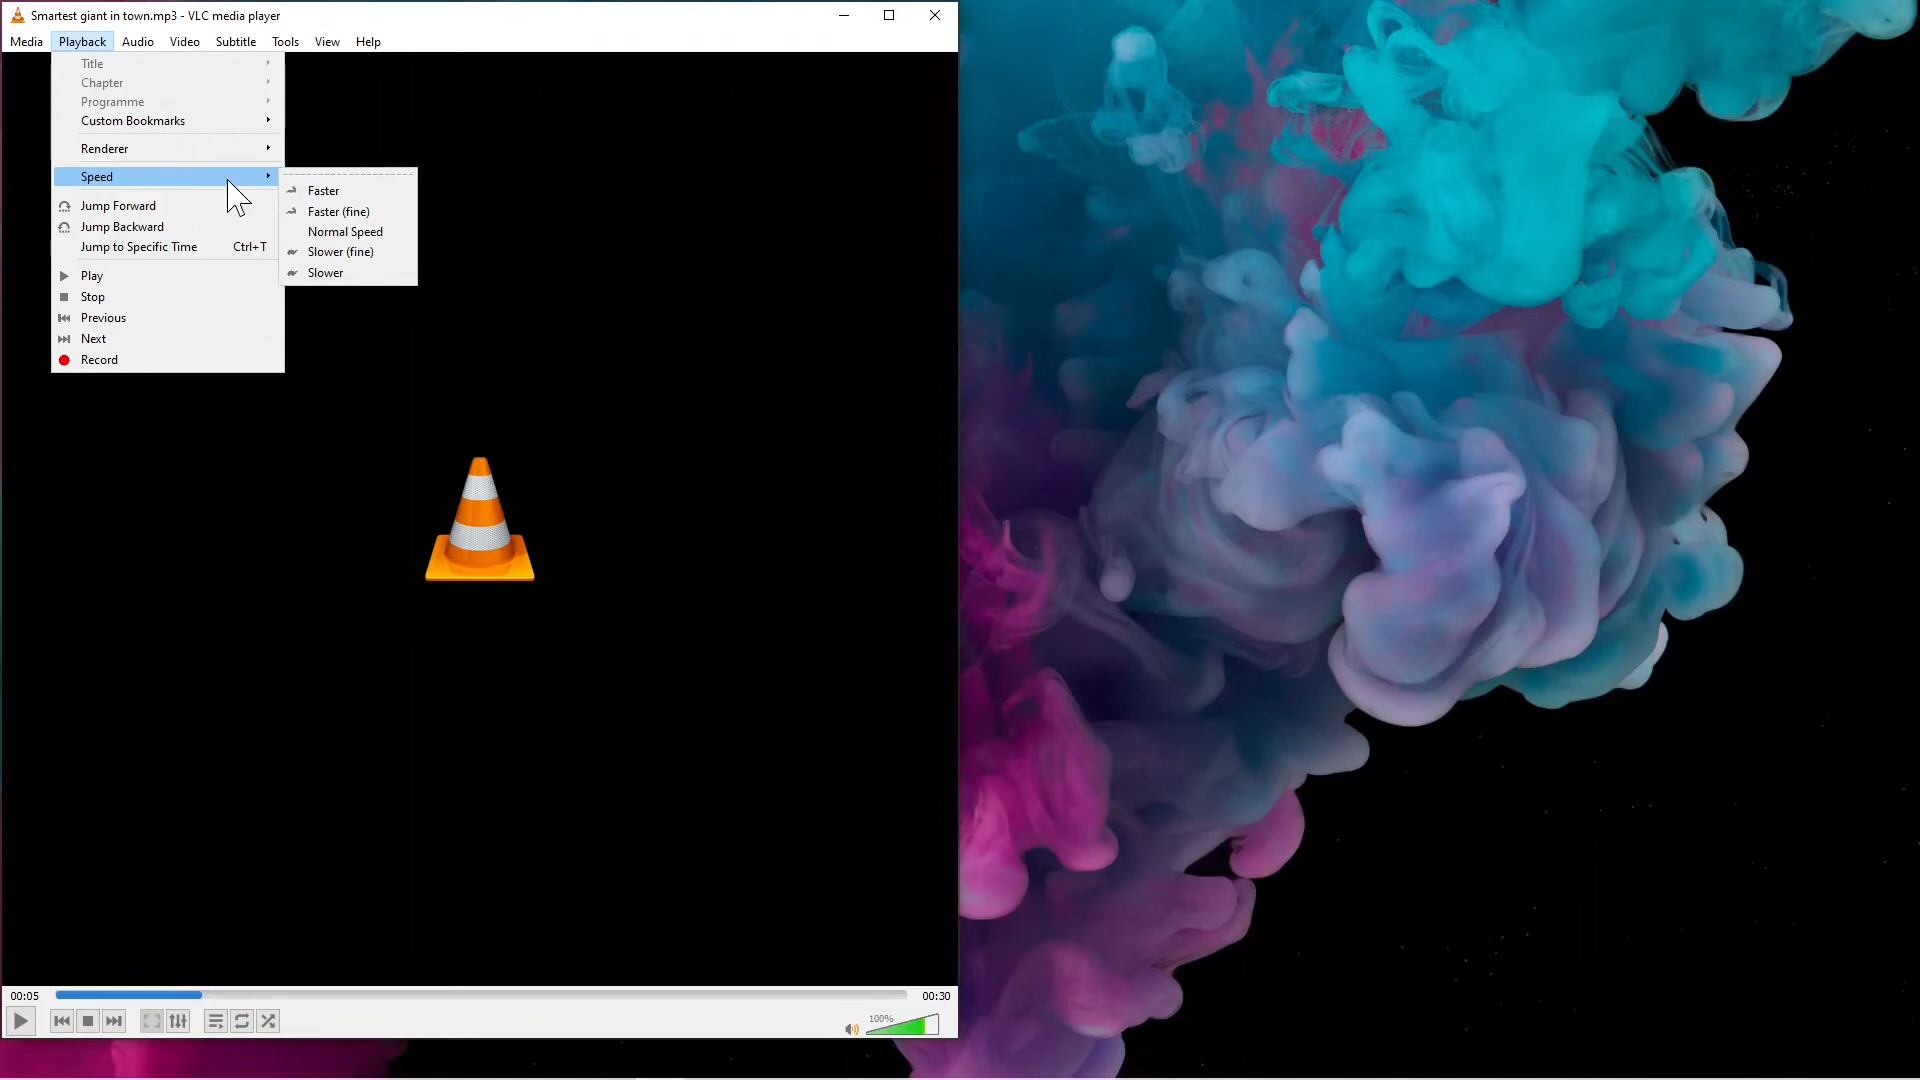 Smartest giant in town.mp3 - VLC media player
Media Playback Audio Video Subtitle Tools View Help
Title
Chapter
Programme
Custom Bookmarks
Renderer
Speed
Faster
Jump Forward
Faster (fine)
Jump Backward
Normal Speed
Jump to Specific Time Ctrl+T
Slower (fine)
Play
Slower
Stop
Previous
Next
Record
00:05 00:30
100%